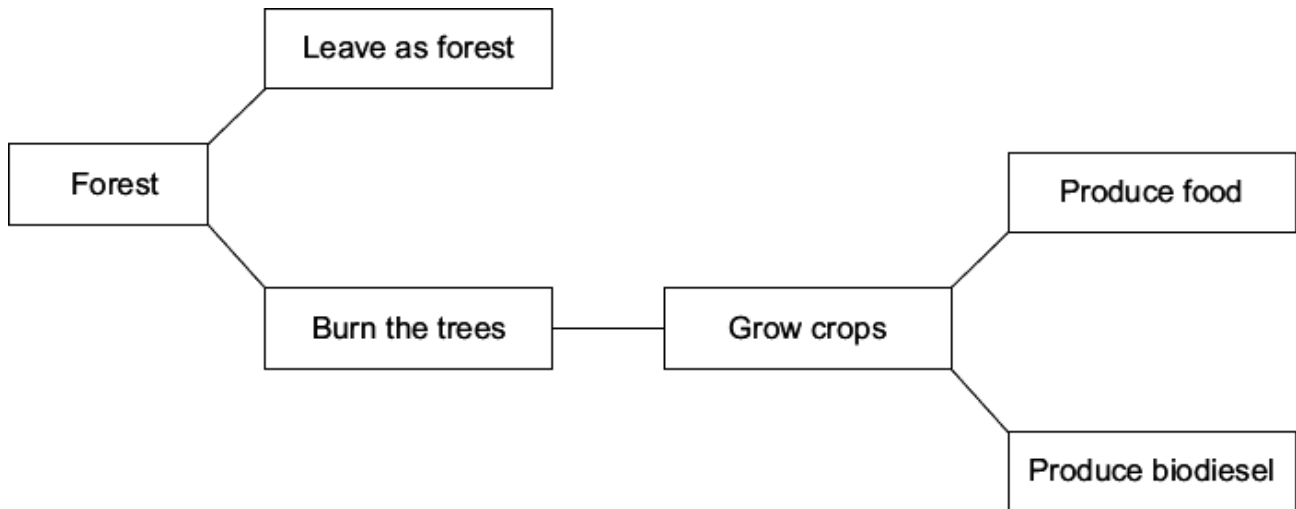 Leave as forest
Forest
Produce food
Burn the trees
Grow crops
Produce biodiesel